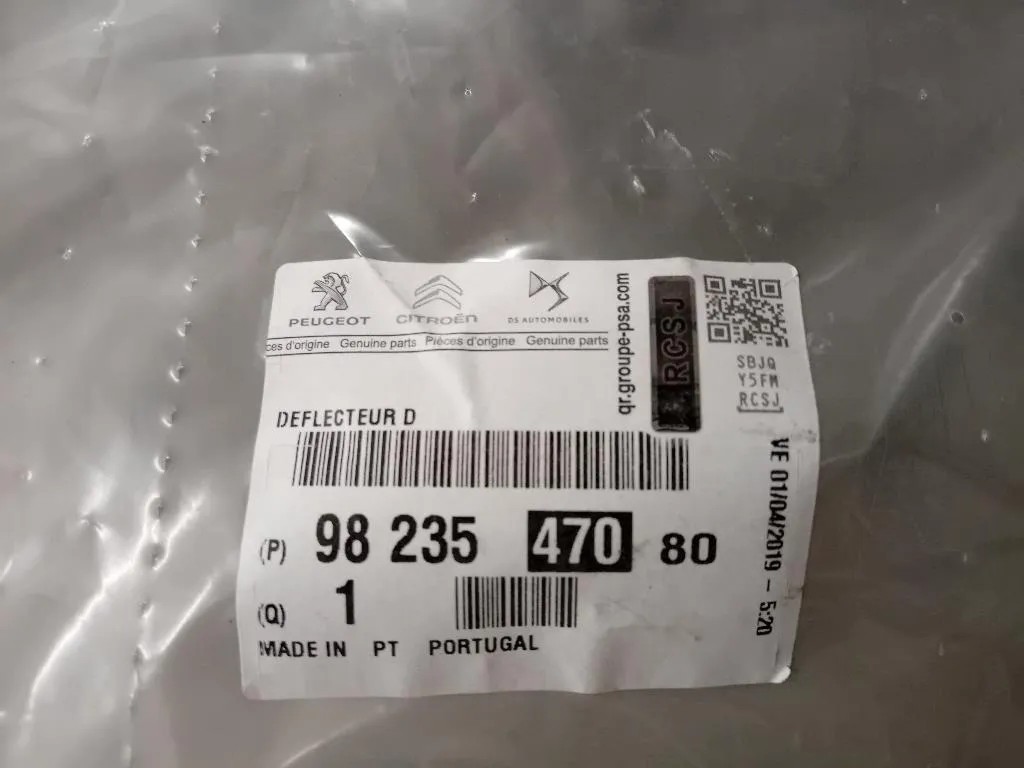 PEUGEOT
CITROËN
DS AUTOMOBILES
ces d'origine Genuine parts Pièces d'origine Genuine parts
qr.groupe-psa.com
RCSJ
SBJQ
Y5FM
RCSJ
DEFLECTEUR D
(P) 98 235 470 80
(Q) 1
MADE IN PT PORTUGAL
VE 01/04/2019 - 5:20